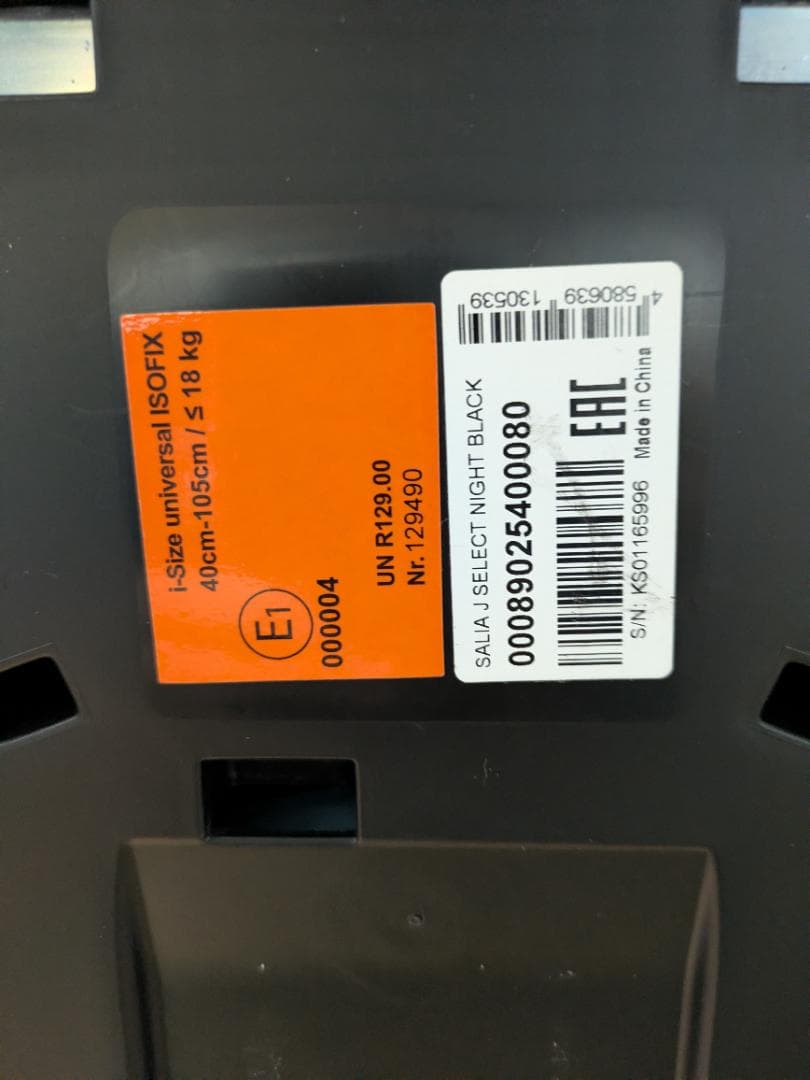 i-Size universal ISOFIX
40cm-105cm / ≤ 18 kg
E1
000004
UN R129.00
Nr. 129490
4 580639 130539
SALIA J SELECT NIGHT BLACK
00089025400080
EAC
S/N: KS01165996 Made in China